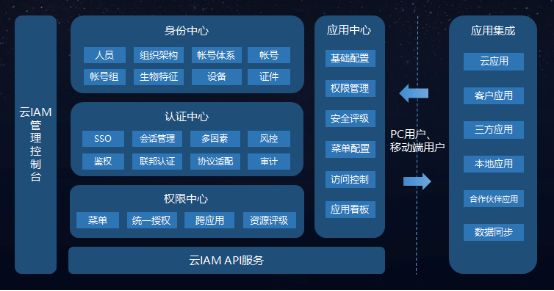 云IAM
管理控制台
身份中心
人员
组织架构
帐号体系
帐号
帐号组
生物特征
设备
证件
认证中心
SSO
会话管理
多因素
风控
鉴权
联邦认证
协议适配
审计
权限中心
菜单
统一授权
跨应用
资源评级
云IAM API服务
应用中心
基础配置
权限管理
安全评级
菜单配置
访问控制
应用看板
PC用户、
移动端用户
应用集成
云应用
客户应用
三方应用
本地应用
合作伙伴应用
数据同步